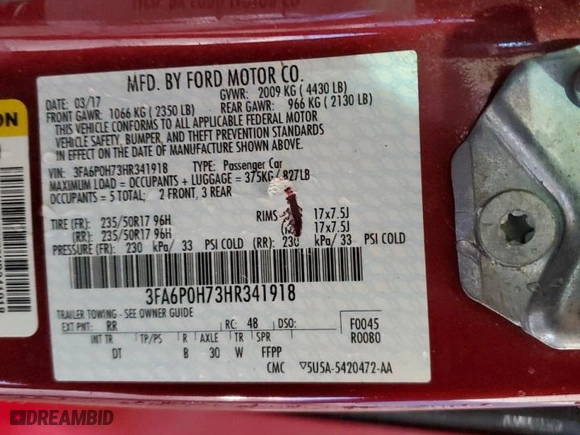 MFD. BY FORD MOTOR CO.
DATE: 03/17 GVWR: 2009 KG ( 4430 LB)
FRONT GAWR: 1066 KG ( 2350 LB) REAR GAWR: 966 KG ( 2130 LB)
THIS VEHICLE CONFORMS TO ALL APPLICABLE FEDERAL MOTOR
VEHICLE SAFETY, BUMPER, AND THEFT PREVENTION STANDARDS
IN EFFECT ON THE DATE OF MANUFACTURE SHOWN ABOVE.
VIN: 3FA6P0H73HR341918 TYPE: Passenger Car
MAXIMUM LOAD = OCCUPANTS + LUGGAGE = 375KG / 827LB
OCCUPANTS = 5 TOTAL: 2 FRONT, 3 REAR
TIRE (FR): 235/50R17 96H RIMS 17×7.5J
(RR): 235/50R17 96H 17×7.5J
PRESSURE (FR): 230 kPa/ 33 PSI COLD (RR): 230 kPa/ 33 PSI COLD
3FA6P0H73HR341918
TRAILER TOWING - SEE OWNER GUIDE
EXT PNT: RR RC: 48 DSO: F0045
R0080
INT TR TP/PS R AXLE TR SPR
DT B 30 W FFPP
CMC ▽5U5A-5420472-AA
ION
DREAMBID